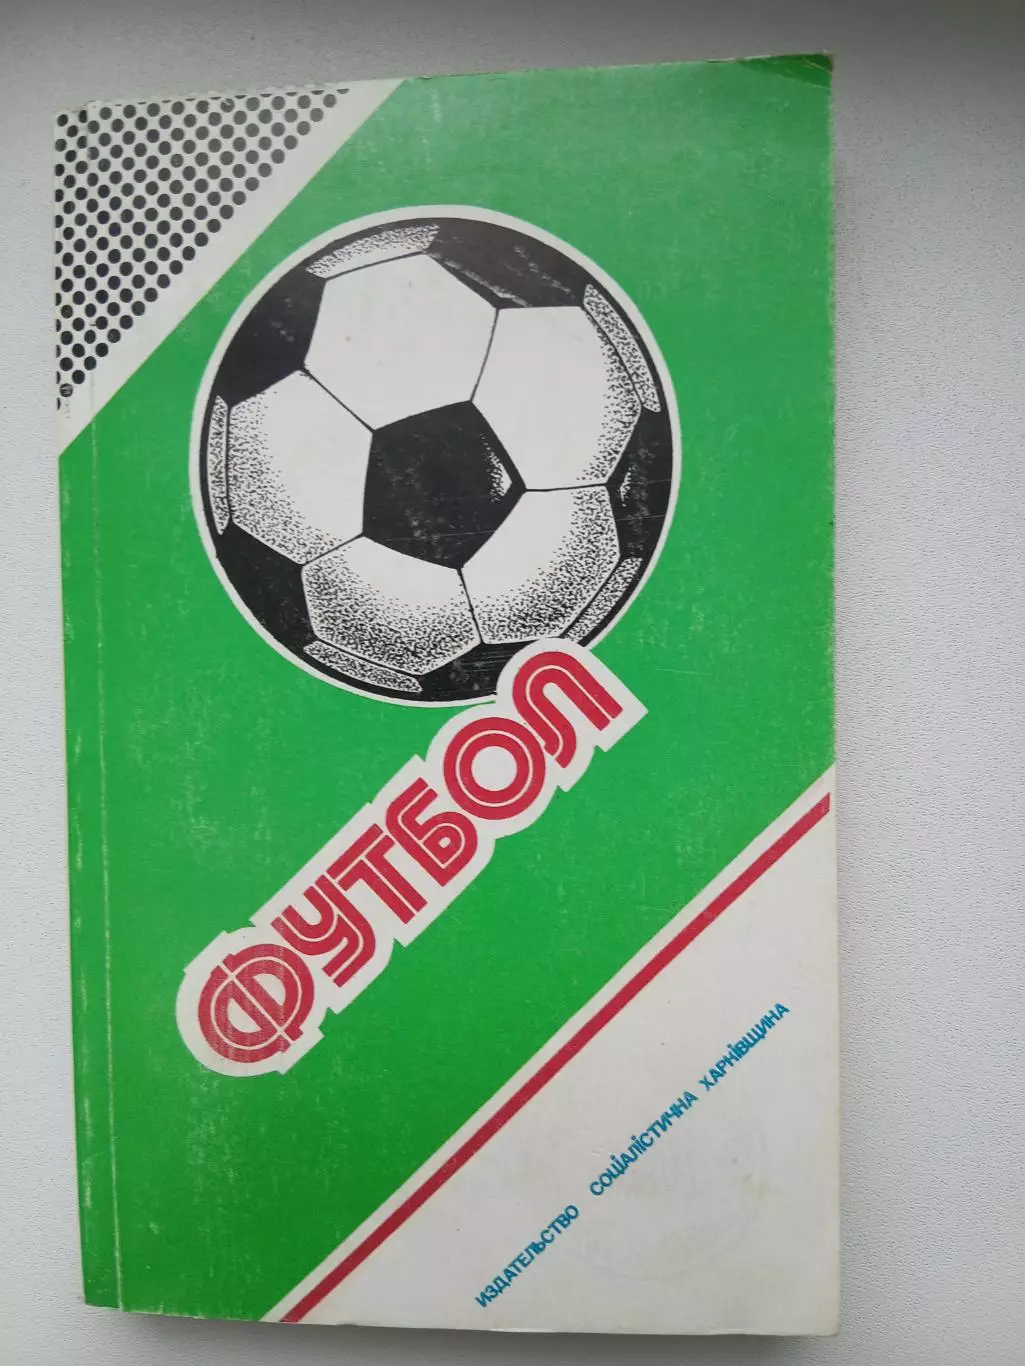 ФУТБОЛ
ИЗДАТЕЛЬСТВО СОЦІАЛІСТИЧНА ХАРКІВЩИНА